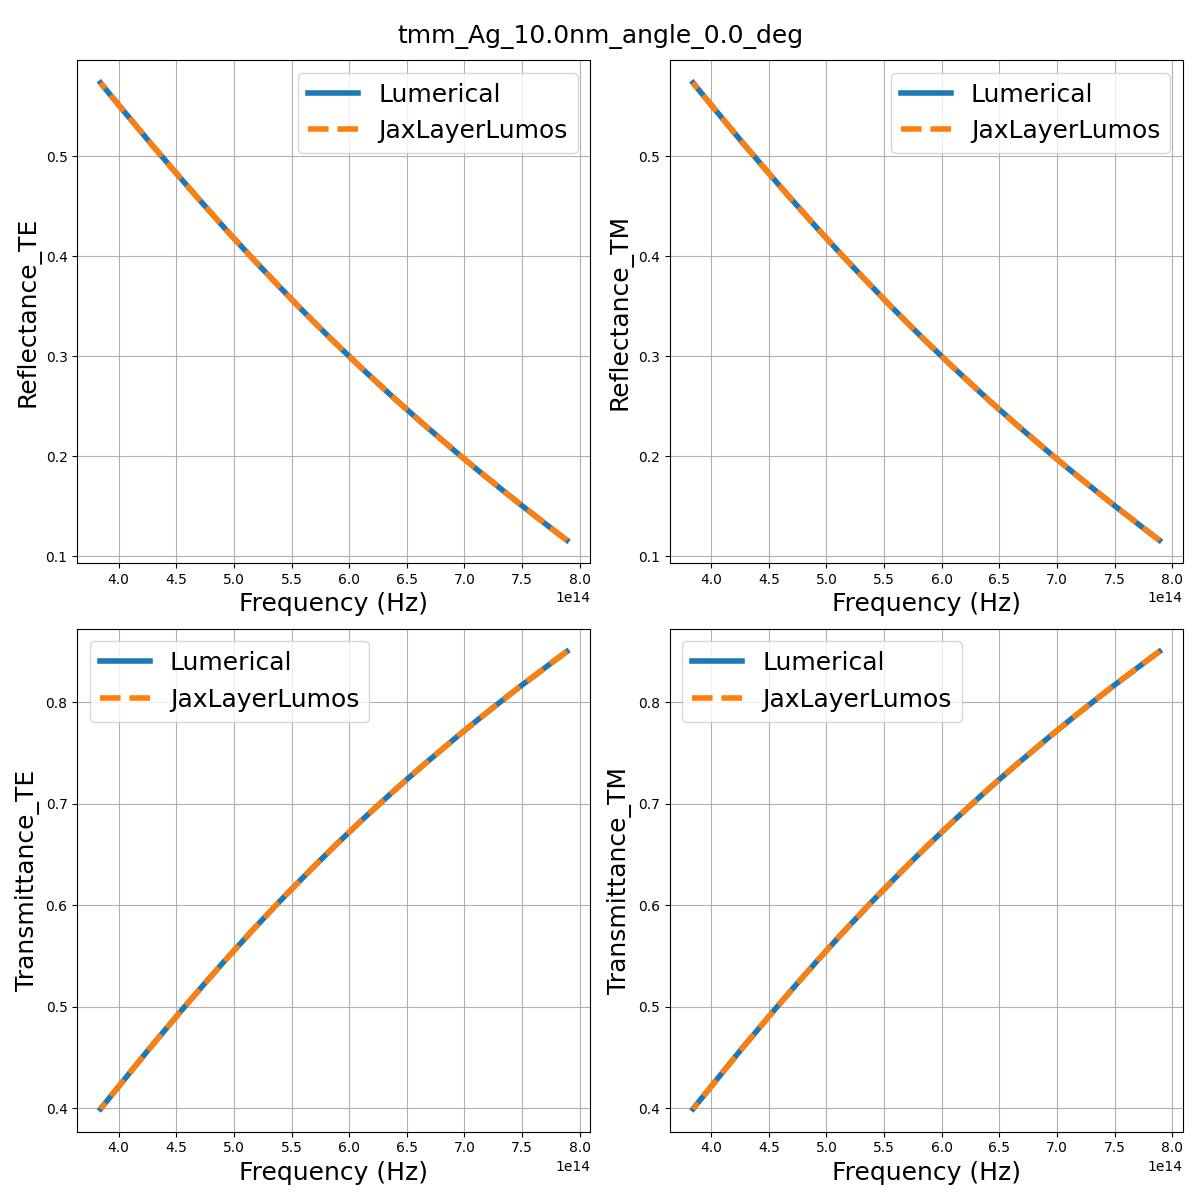 tmm_Ag_10.0nm_angle_0.0_deg
Lumerical
JaxLayerLumos
Reflectance_TE
0.5
0.4
0.3
0.2
0.1
4.0 4.5 5.0 5.5 6.0 6.5 7.0 7.5 8.0
1e14
Frequency (Hz)
Lumerical
JaxLayerLumos
Reflectance_TM
0.5
0.4
0.3
0.2
0.1
4.0 4.5 5.0 5.5 6.0 6.5 7.0 7.5 8.0
1e14
Frequency (Hz)
Lumerical
JaxLayerLumos
Transmittance_TE
0.8
0.7
0.6
0.5
0.4
4.0 4.5 5.0 5.5 6.0 6.5 7.0 7.5 8.0
1e14
Frequency (Hz)
Lumerical
JaxLayerLumos
Transmittance_TM
0.8
0.7
0.6
0.5
0.4
4.0 4.5 5.0 5.5 6.0 6.5 7.0 7.5 8.0
1e14
Frequency (Hz)